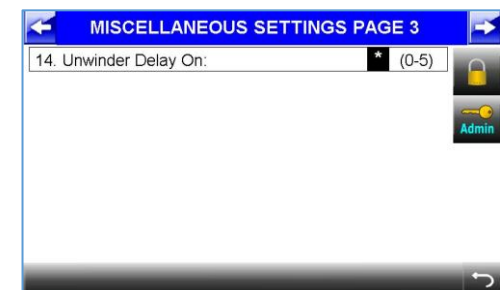 MISCELLANEOUS SETTINGS PAGE 3
14. Unwinder Delay On: * (0-5)
Admin